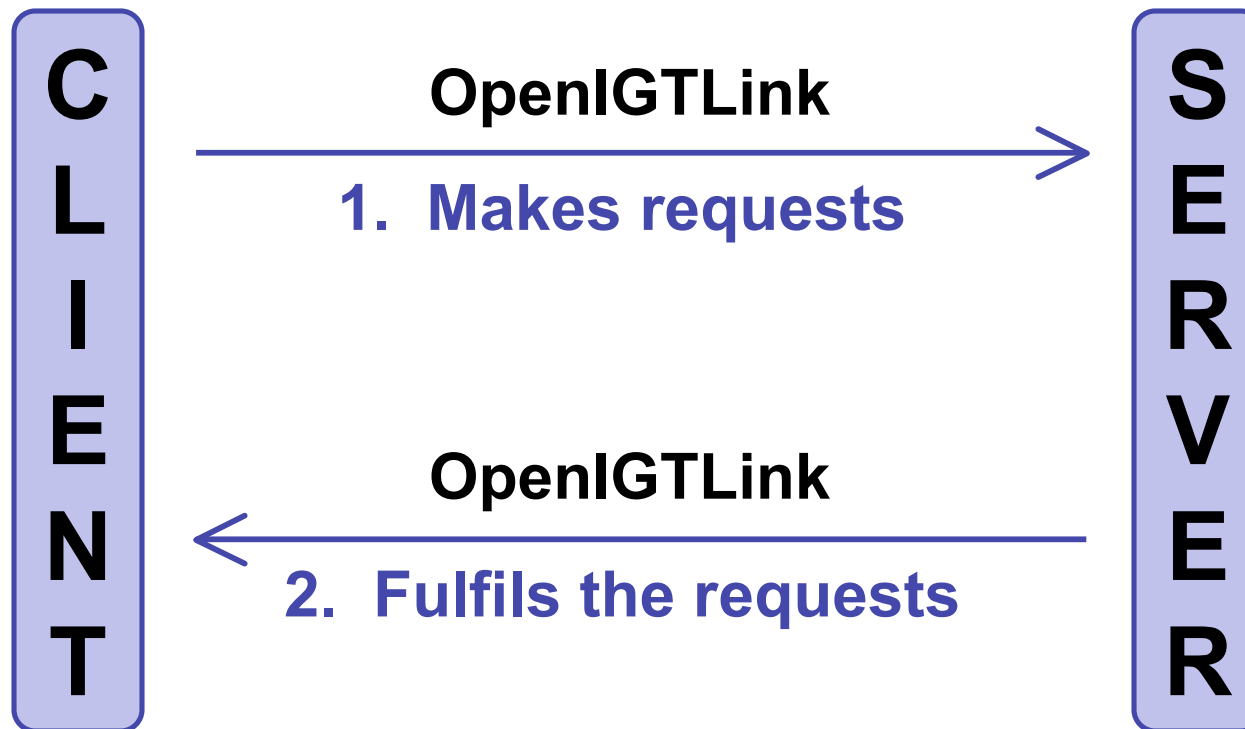 CLIENT
OpenIGTLink
1. Makes requests
OpenIGTLink
2. Fulfils the requests
SERVER